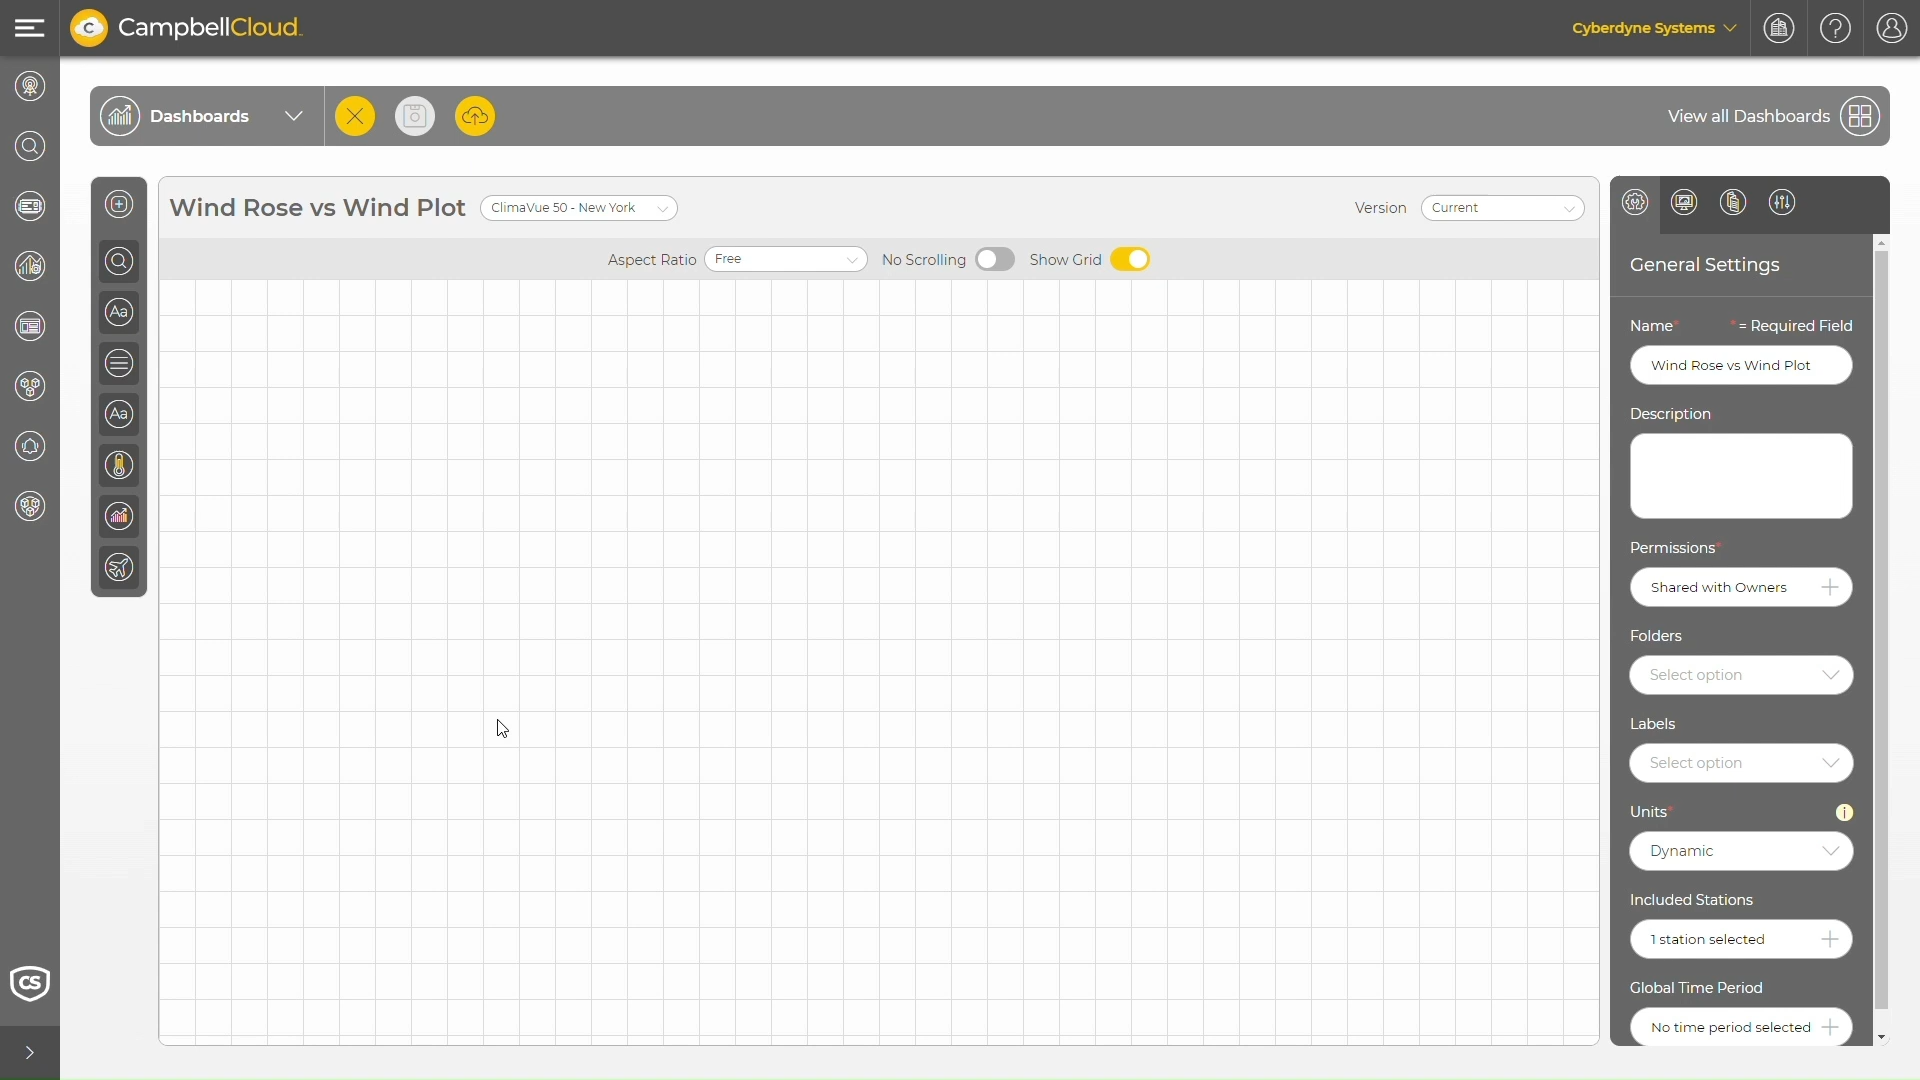 CampbellCloud
Cyberdyne Systems
Dashboards
View all Dashboards
Wind Rose vs Wind Plot
ClimaVue 50 - New York
Version
Current
Aspect Ratio
Free
No Scrolling
Show Grid
Aa
Aa
CS
General Settings
Name*
* = Required Field
Wind Rose vs Wind Plot
Description
Permissions*
Shared with Owners
Folders
Select option
Labels
Select option
Units*
Dynamic
Included Stations
1 station selected
Global Time Period
No time period selected